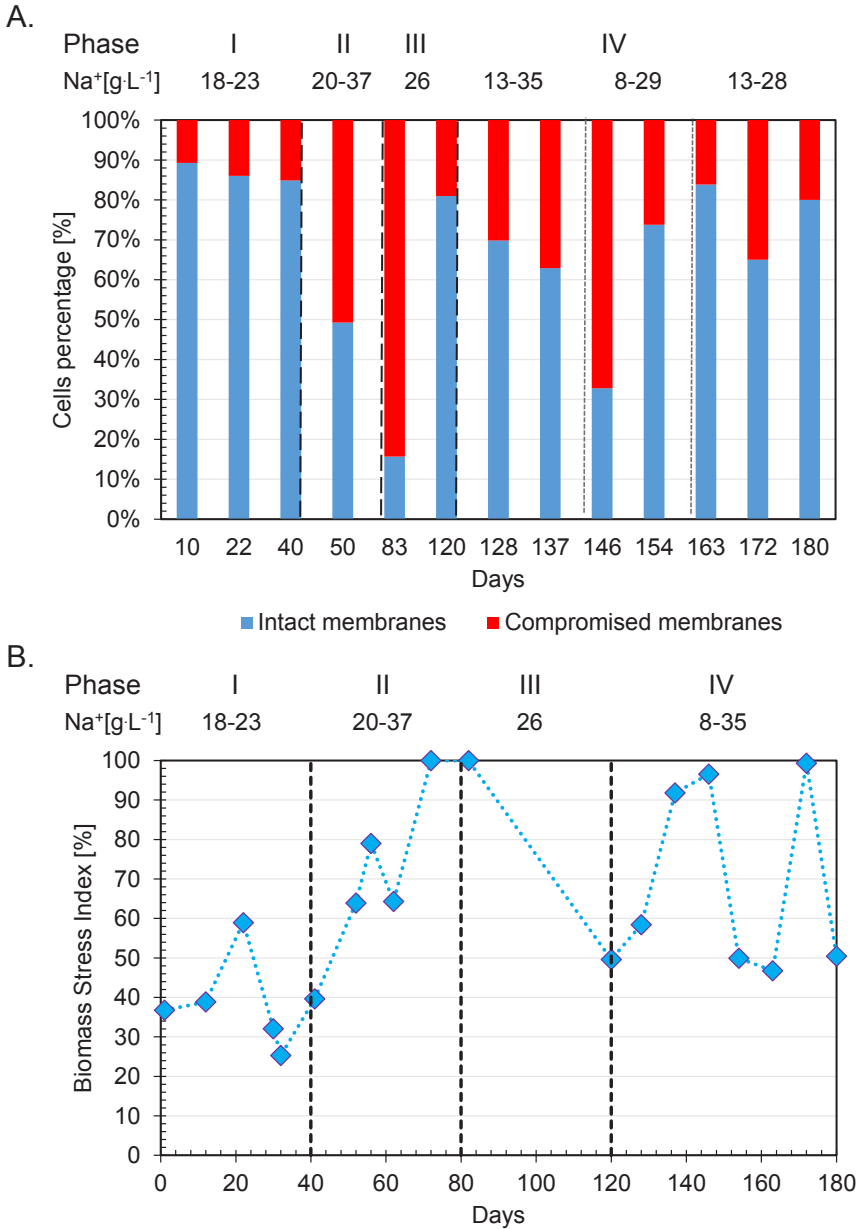 A.
Phase I II III IV
Na⁺[g·L⁻¹] 18-23 20-37 26 13-35 8-29 13-28
100%
90%
80%
70%
60%
50%
40%
30%
20%
10%
0%
Cells percentage [%]
10 22 40 50 83 120 128 137 146 154 163 172 180
Days
Intact membranes Compromised membranes
B.
Phase I II III IV
Na⁺[g·L⁻¹] 18-23 20-37 26 8-35
100
90
80
70
60
50
40
30
20
10
0
Biomass Stress Index [%]
0 20 40 60 80 100 120 140 160 180
Days